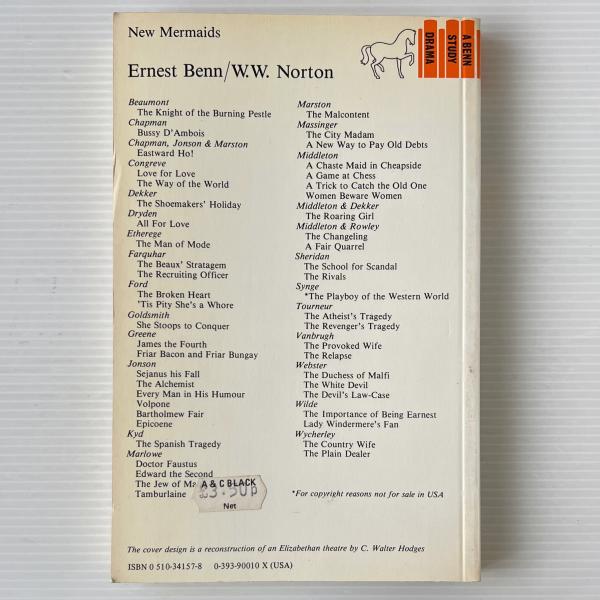 New Mermaids
A BENN
STUDY
DRAMA
Ernest Benn/W.W. Norton
Beaumont
The Knight of the Burning Pestle
Chapman
Bussy D'Ambois
Chapman, Jonson & Marston
Eastward Ho!
Congreve
Love for Love
The Way of the World
Dekker
The Shoemakers' Holiday
Dryden
All For Love
Etherege
The Man of Mode
Farquhar
The Beaux' Stratagem
The Recruiting Officer
Ford
The Broken Heart
'Tis Pity She's a Whore
Goldsmith
She Stoops to Conquer
Greene
James the Fourth
Friar Bacon and Friar Bungay
Jonson
Sejanus his Fall
The Alchemist
Every Man in His Humour
Volpone
Bartholmew Fair
Epicoene
Kyd
The Spanish Tragedy
Marlowe
Doctor Faustus
Edward the Second
The Jew of
Tamburlaine
A & C BLACK
£3.50p
Net
Marston
The Malcontent
Massinger
The City Madam
A New Way to Pay Old Debts
Middleton
A Chaste Maid in Cheapside
A Game at Chess
A Trick to Catch the Old One
Women Beware Women
Middleton & Dekker
The Roaring Girl
Middleton & Rowley
The Changeling
A Fair Quarrel
Sheridan
The School for Scandal
The Rivals
Synge
*The Playboy of the Western World
Tourneur
The Atheist's Tragedy
The Revenger's Tragedy
Vanbrugh
The Provoked Wife
The Relapse
Webster
The Duchess of Malfi
The White Devil
The Devil's Law-Case
Wilde
The Importance of Being Earnest
Lady Windermere's Fan
Wycherley
The Country Wife
The Plain Dealer
*For copyright reasons not for sale in USA
The cover design is a reconstruction of an Elizabethan theatre by C. Walter Hodges
ISBN 0 510-34157-8 0-393-90010 X (USA)